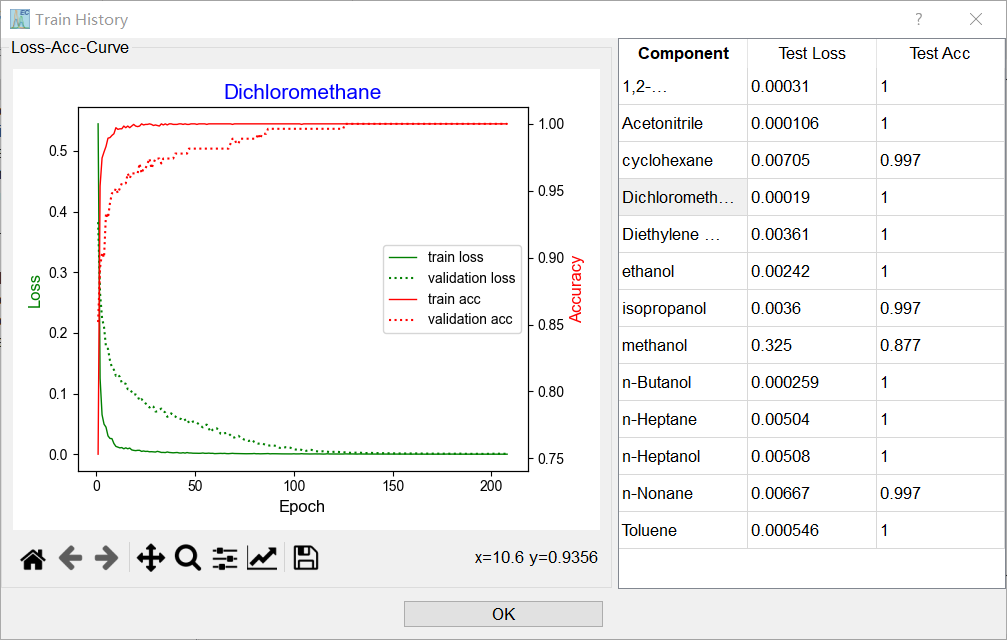 EC
Train History
?
Loss-Acc-Curve
Dichloromethane
Loss
0.5
0.4
0.3
0.2
0.1
0.0
1.00
0.95
0.90
0.85
0.80
0.75
Accuracy
train loss
validation loss
train acc
validation acc
0 50 100 150 200
Epoch
x=10.6 y=0.9356
Component Test Loss Test Acc
1,2-... 0.00031 1
Acetonitrile 0.000106 1
cyclohexane 0.00705 0.997
Dichlorometh... 0.00019 1
Diethylene ... 0.00361 1
ethanol 0.00242 1
isopropanol 0.0036 0.997
methanol 0.325 0.877
n-Butanol 0.000259 1
n-Heptane 0.00504 1
n-Heptanol 0.00508 1
n-Nonane 0.00667 0.997
Toluene 0.000546 1
OK